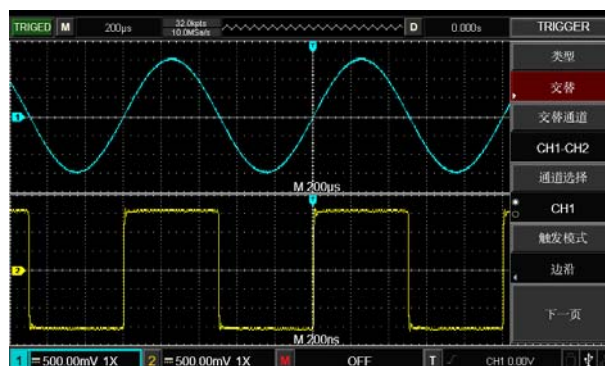 TRIGED M 200μs 32.0kpts D 0.000s TRIGGER
10.0MSa/s
类型
交替
交替通道
CH1-CH2
通道选择
CH1
触发模式
边沿
下一页
T
1
M 200μs
T
2
M 200ns
1 500.00mV 1X 2 500.00mV 1X M OFF T CH1 0.00V